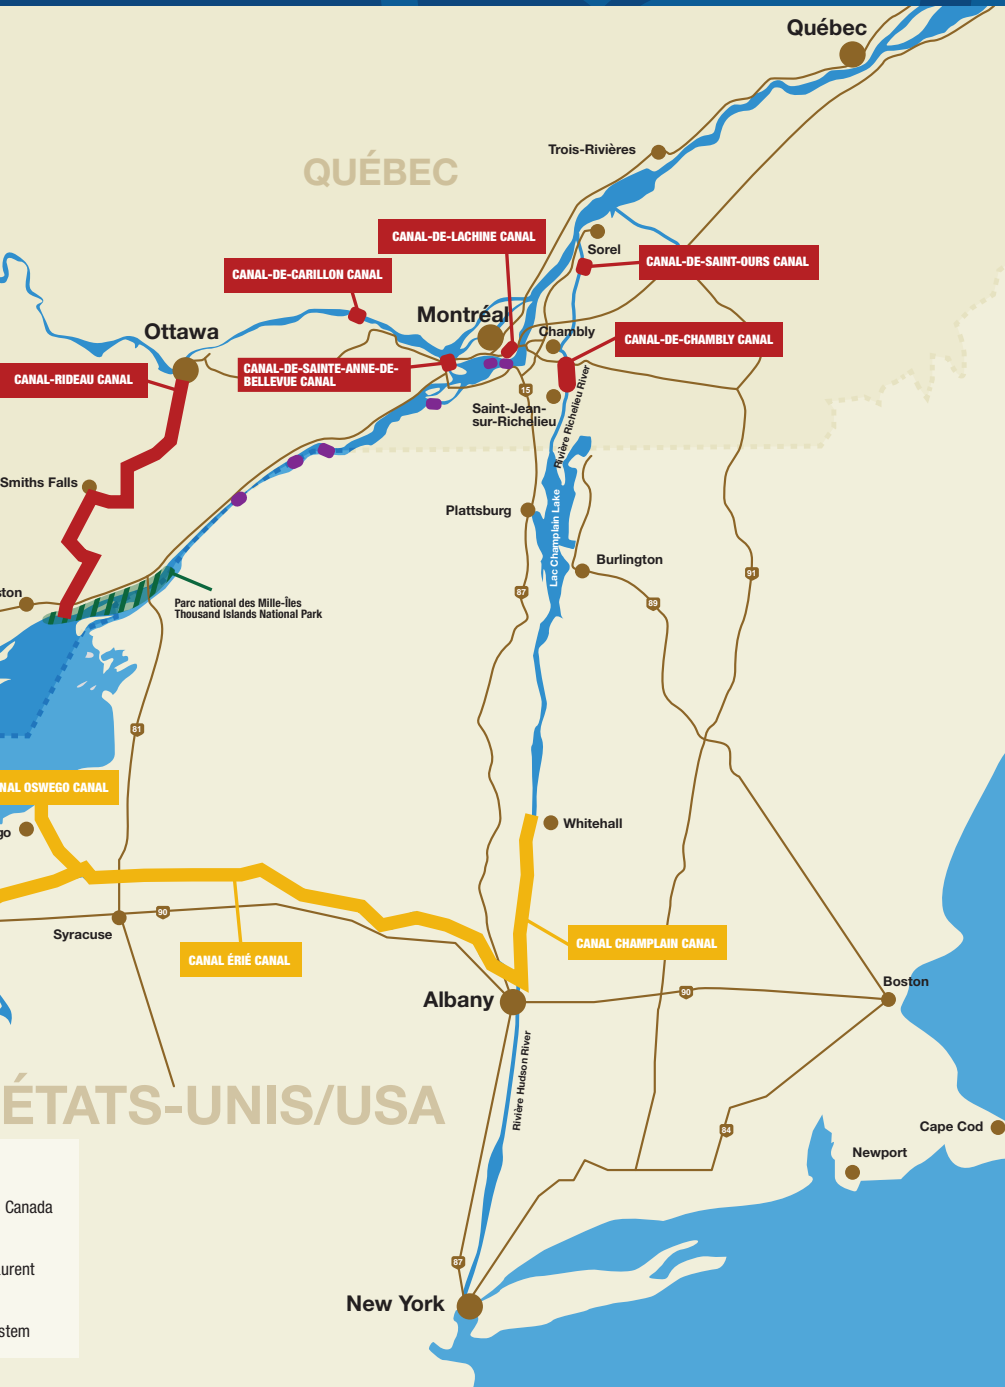 Québec
Trois-Rivières
QUÉBEC
CANAL-DE-LACHINE CANAL
Sorel
CANAL-DE-SAINT-OURS CANAL
CANAL-DE-CARILLON CANAL
Montréal
Ottawa
Chambly
CANAL-DE-CHAMBLY CANAL
CANAL-RIDEAU CANAL
CANAL-DE-SAINTE-ANNE-DE-
BELLEVUE CANAL
15
Saint-Jean-
sur-Richelieu
Rivière Richelieu River
Smiths Falls
Plattsburg
Lac Champlain Lake
Burlington
91
87
89
ston
Parc national des Mille-Îles
Thousand Islands National Park
81
NAL OSWEGO CANAL
go
Whitehall
90
Syracuse
CANAL ÉRIÉ CANAL
CANAL CHAMPLAIN CANAL
Boston
90
Albany
Rivière Hudson River
ÉTATS-UNIS/USA
84
Cape Cod
Newport
Canada
urent
stem
87
New York